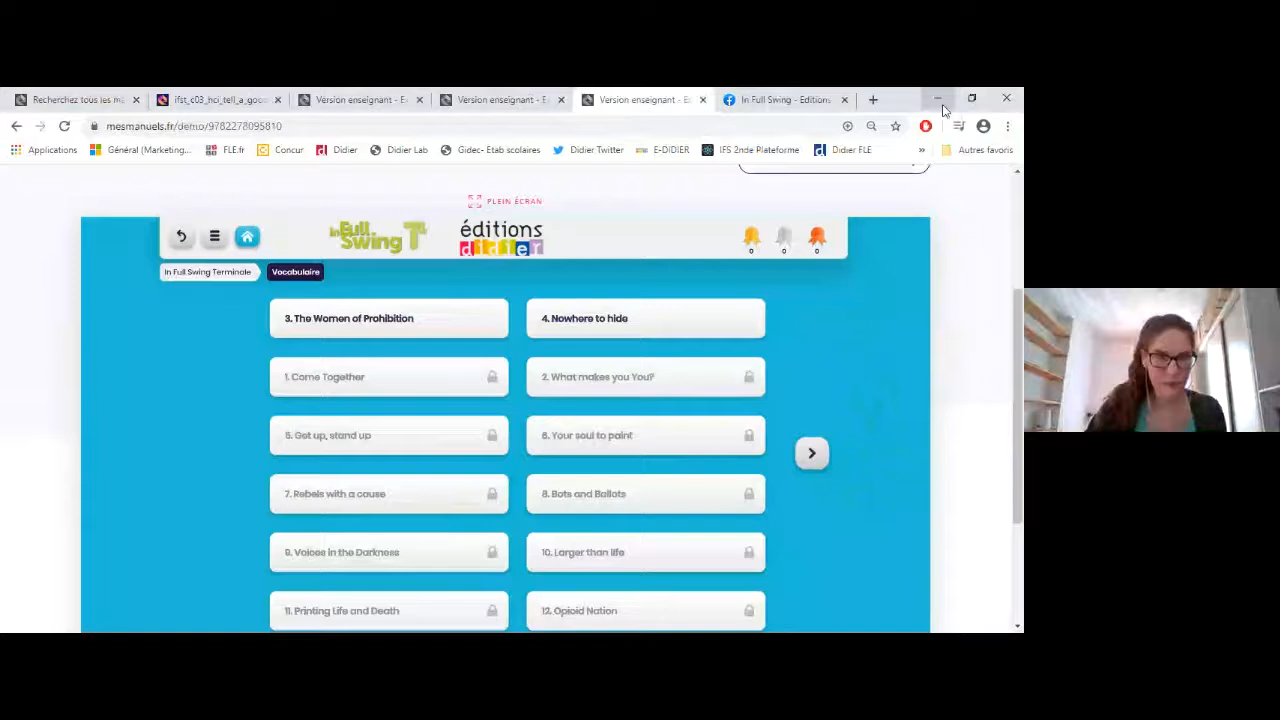 Recherchez tous les m
ifst_c03_hci_tell_a_goo
Version enseignant - E
Version enseignant - E
Version enseignant - E
In Full Swing - Editions
mesmanuels.fr/demo/9782278095810
Applications
Général (Marketing...
FLE.fr
Concur
Didier
Didier Lab
Gidec- Etab scolaires
Didier Twitter
E-DIDIER
IFS 2nde Plateforme
Didier FLE
»
Autres favoris
PLEIN ÉCRAN
in Full Swing T
éditions
didier
0 0 0
In Full Swing Terminale
Vocabulaire
3. The Women of Prohibition
4. Nowhere to hide
1. Come Together
2. What makes you You?
5. Get up, stand up
6. Your soul to paint
7. Rebels with a cause
8. Bots and Ballots
9. Voices in the Darkness
10. Larger than life
11. Printing Life and Death
12. Opioid Nation